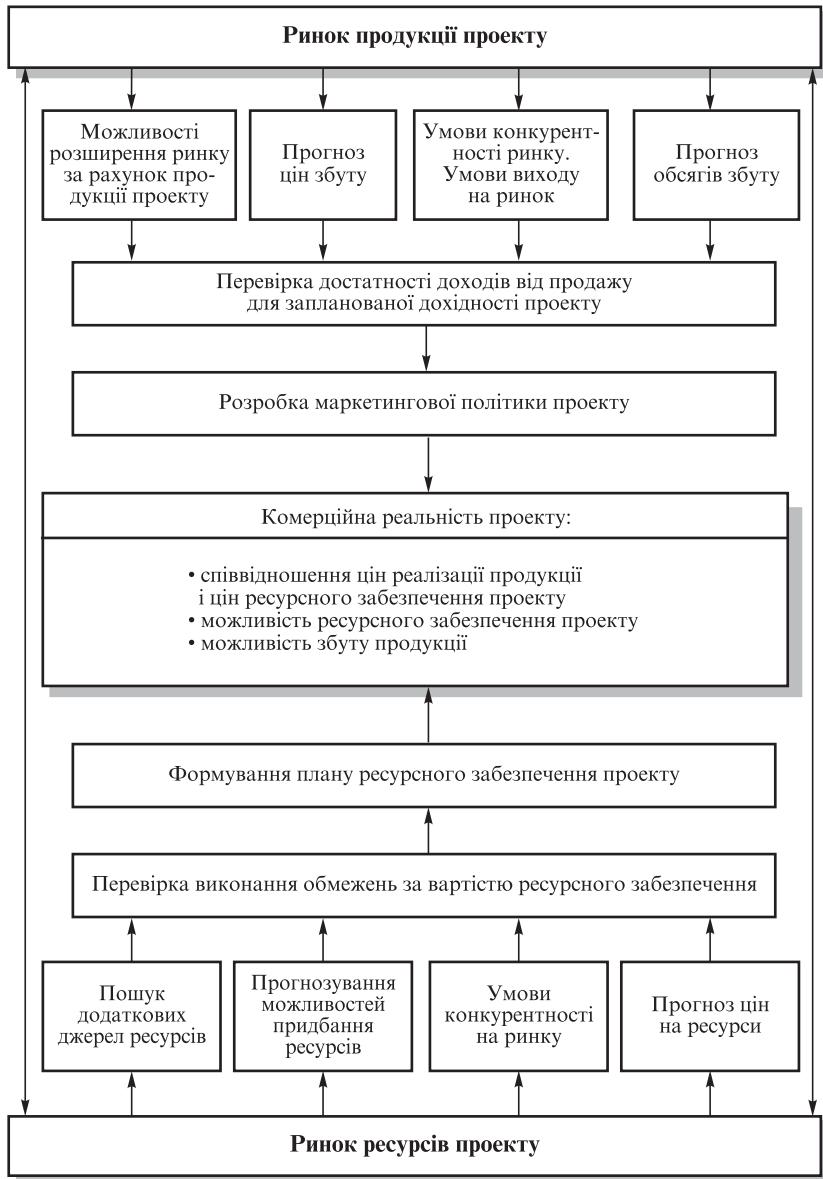 Ринок продукції проекту
Можливості
розширення ринку
за рахунок про-
дукції проекту
Прогноз
цін збуту
Умови конкурент-
ності ринку.
Умови виходу
на ринок
Прогноз
обсягів збуту
Перевірка достатності доходів від продажу
для запланованої дохідності проекту
Розробка маркетингової політики проекту
Комерційна реальність проекту:
• співвідношення цін реалізації продукції
і цін ресурсного забезпечення проекту
• можливість ресурсного забезпечення проекту
• можливість збуту продукції
Формування плану ресурсного забезпечення проекту
Перевірка виконання обмежень за вартістю ресурсного забезпечення
Пошук
додаткових
джерел ресурсів
Прогнозування
можливостей
придбання
ресурсів
Умови
конкурентності
на ринку
Прогноз цін
на ресурси
Ринок ресурсів проекту